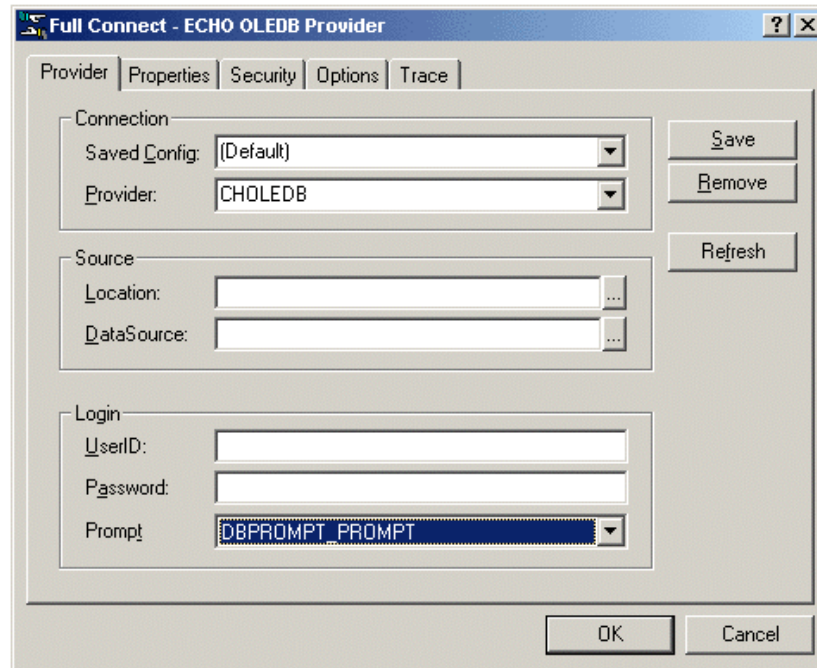 Full Connect - ECHO OLEDB Provider
Provider Properties Security Options Trace
Connection
Saved Config: (Default)
Provider: CHOLEDB
Save
Remove
Refresh
Source
Location: ...
DataSource: ...
Login
UserID:
Password:
Prompt DBPROMPT_PROMPT
OK Cancel